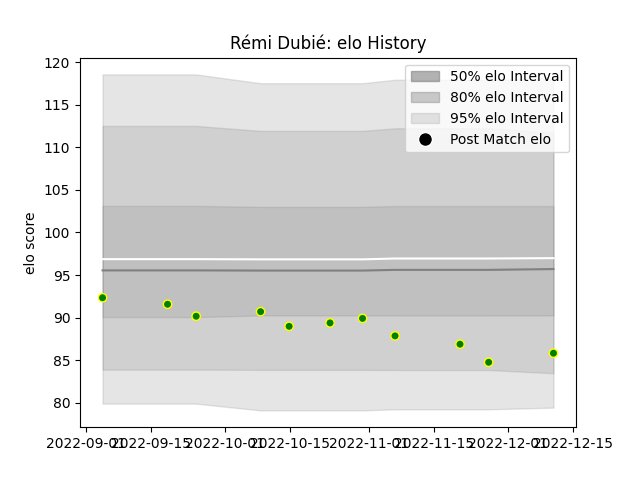 Rémi Dubié: elo History
50% elo Interval
80% elo Interval
95% elo Interval
Post Match elo
elo score
120
115
110
105
100
95
90
85
80
2022-09-01 2022-09-15 2022-10-01 2022-10-15 2022-11-01 2022-11-15 2022-12-01 2022-12-15